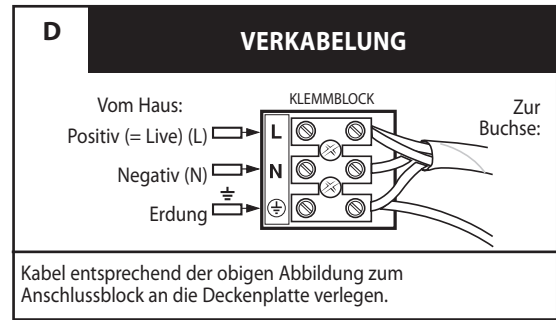 D
VERKABELUNG
Vom Haus:
KLEMMBLOCK
Zur
Buchse:
Positiv (= Live) (L)
L
Negativ (N)
N
Erdung
Kabel entsprechend der obigen Abbildung zum
Anschlussblock an die Deckenplatte verlegen.